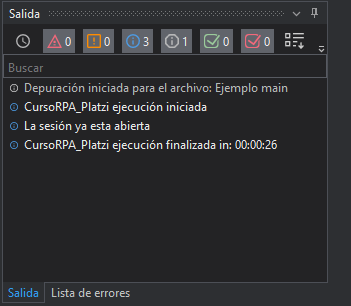 Salida
0 0 3 1 0 0
Buscar
Depuración iniciada para el archivo: Ejemplo main
CursoRPA_Platzi ejecución iniciada
La sesión ya esta abierta
CursoRPA_Platzi ejecución finalizada in: 00:00:26
Salida Lista de errores